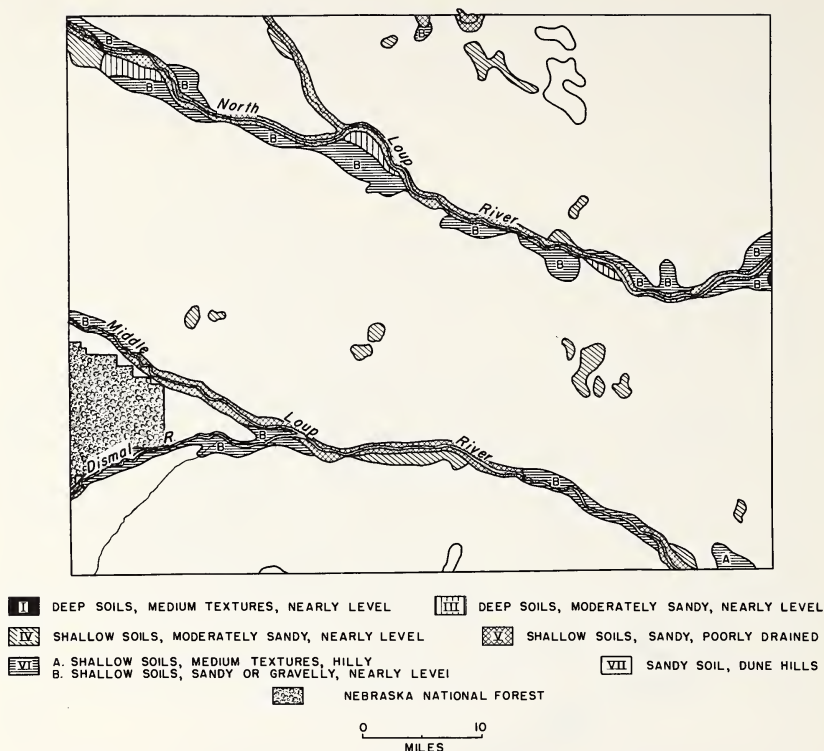 B
B
B
B
North
B
Loup
B
River
B
B
B
B
B
B
B
Middle
Loup
B
River
Dismal R.
B
B
A
I DEEP SOILS, MEDIUM TEXTURES, NEARLY LEVEL
III DEEP SOILS, MODERATELY SANDY, NEARLY LEVEL
IV SHALLOW SOILS, MODERATELY SANDY, NEARLY LEVEL
V SHALLOW SOILS, SANDY, POORLY DRAINED
VI A. SHALLOW SOILS, MEDIUM TEXTURES, HILLY
B. SHALLOW SOILS, SANDY OR GRAVELLY, NEARLY LEVEL
VII SANDY SOIL, DUNE HILLS
NEBRASKA NATIONAL FOREST
0 10
MILES